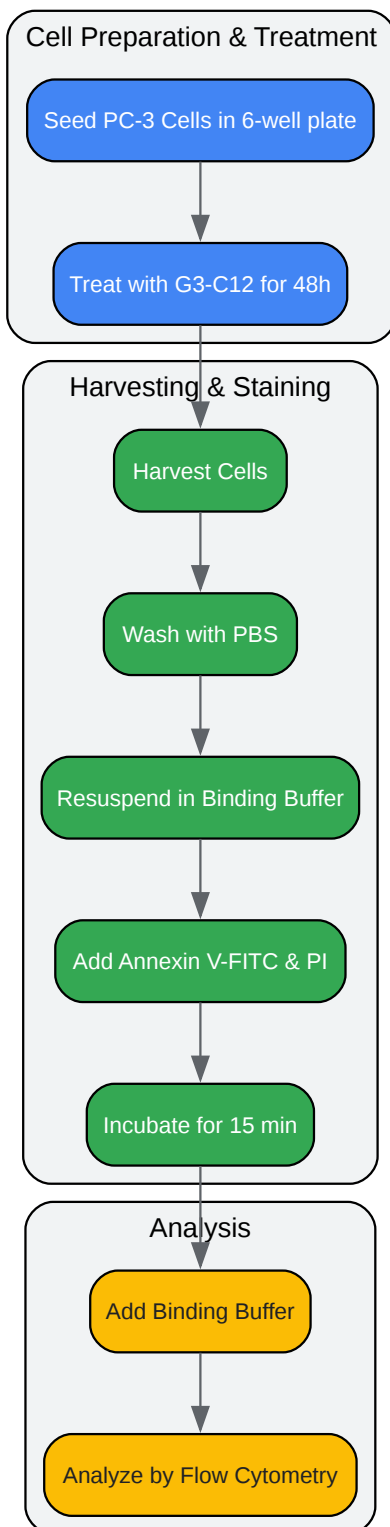 Cell Preparation & Treatment
Seed PC-3 Cells in 6-well plate
Treat with G3-C12 for 48h
Harvesting & Staining
Harvest Cells
Wash with PBS
Resuspend in Binding Buffer
Add Annexin V-FITC & PI
Incubate for 15 min
Analysis
Add Binding Buffer
Analyze by Flow Cytometry